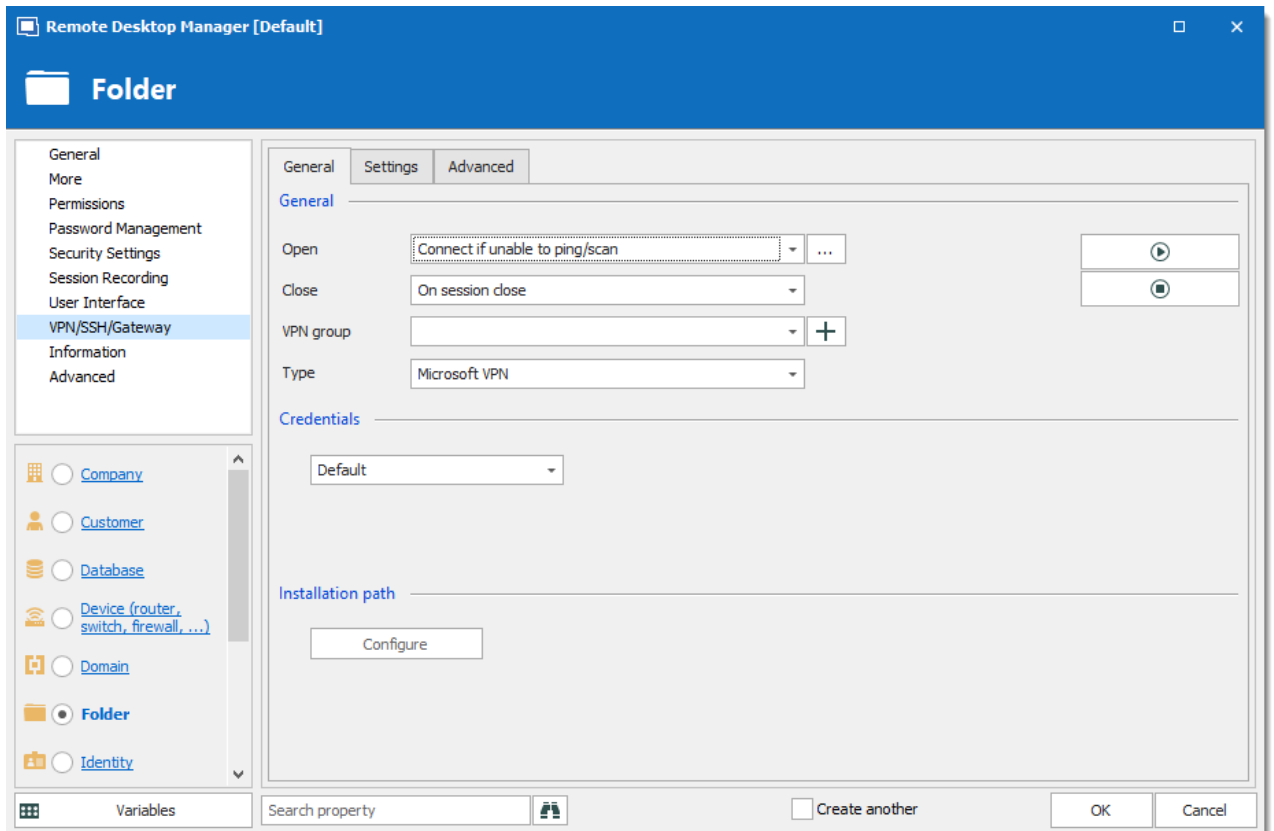 Remote Desktop Manager [Default]
Folder
General
More
Permissions
Password Management
Security Settings
Session Recording
User Interface
VPN/SSH/Gateway
Information
Advanced
Company
Customer
Database
Device (router,
switch, firewall, ...)
Domain
Folder
Identity
Variables
General Settings Advanced
General
Open Connect if unable to ping/scan ...
Close On session close
VPN group
Type Microsoft VPN
Credentials
Default
Installation path
Configure
Search property
Create another
OK
Cancel